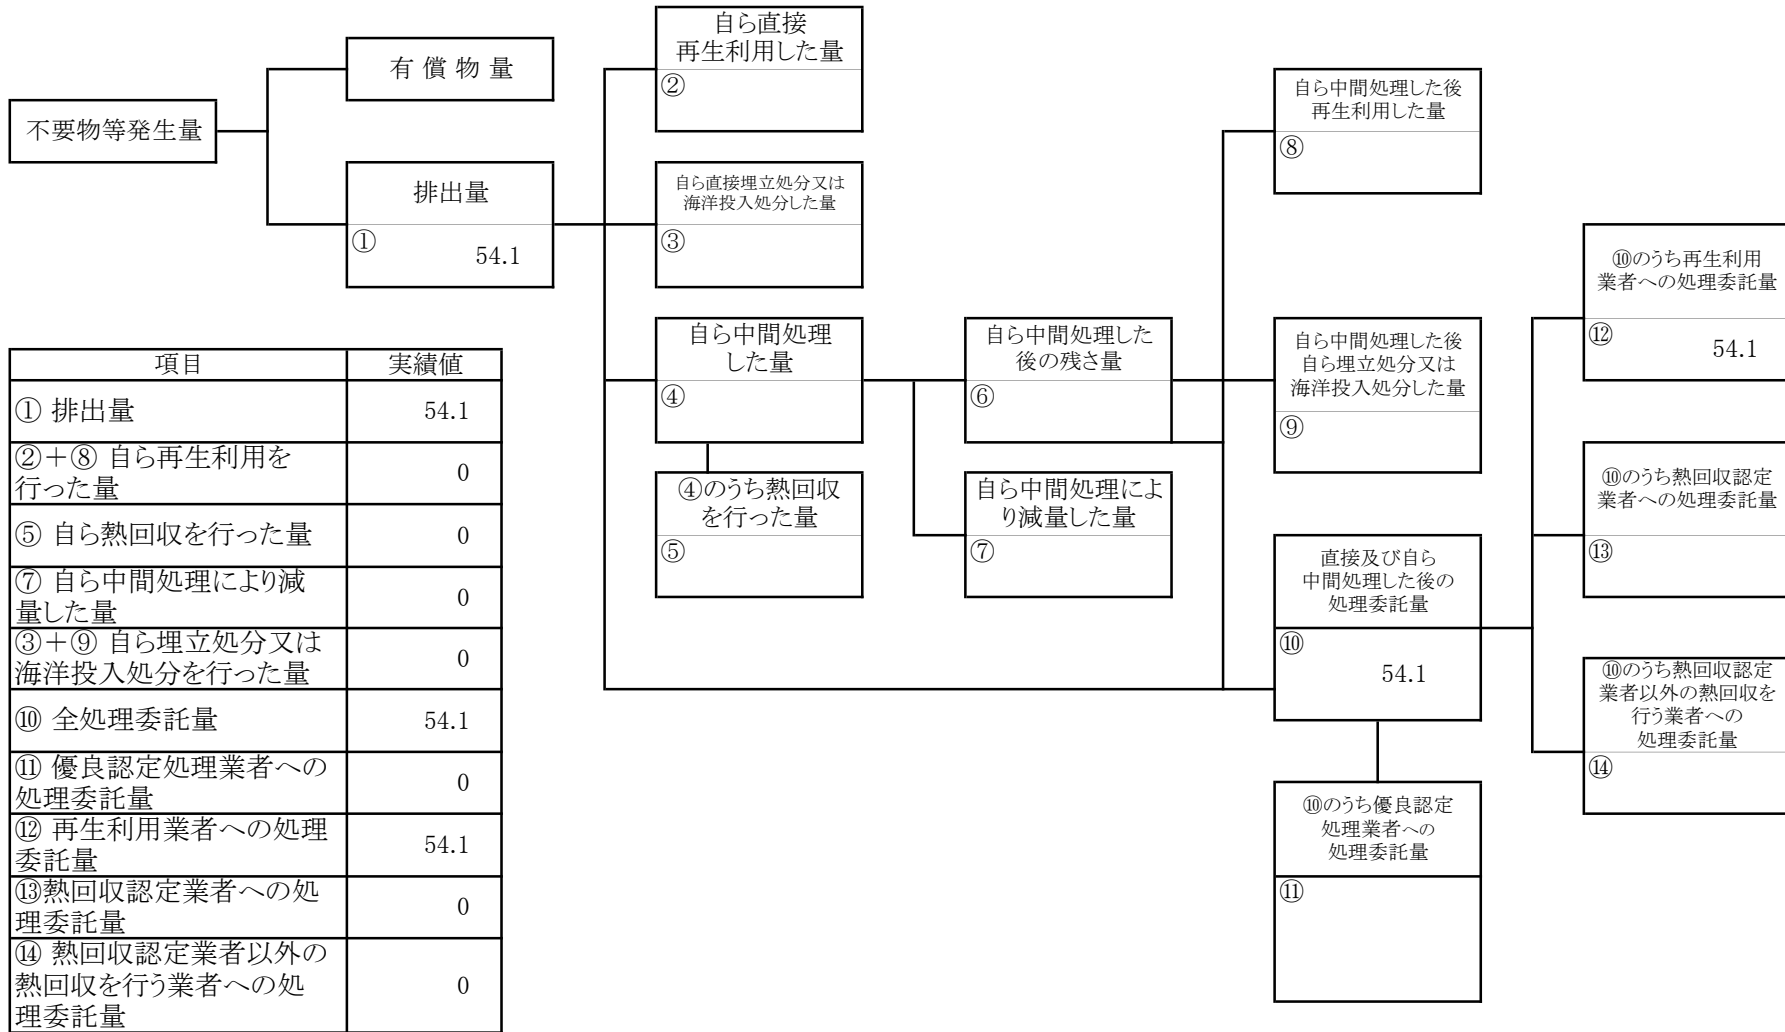 不要物等発生量
有 償 物 量
排出量
①
54.1
自ら直接
再生利用した量
②
自ら直接埋立処分又は
海洋投入処分した量
③
自ら中間処理
した量
④
④のうち熱回収
を行った量
⑤
自ら中間処理した
後の残さ量
⑥
自ら中間処理によ
り減量した量
⑦
自ら中間処理した後
再生利用した量
⑧
自ら中間処理した後
自ら埋立処分又は
海洋投入処分した量
⑨
直接及び自ら
中間処理した後の
処理委託量
⑩
54.1
⑩のうち優良認定
処理業者への
処理委託量
⑪
⑩のうち再生利用
業者への処理委託量
⑫
54.1
⑩のうち熱回収認定
業者への処理委託量
⑬
⑩のうち熱回収認定
業者以外の熱回収を
行う業者への
処理委託量
⑭
項目 実績値
① 排出量 54.1
②+⑧ 自ら再生利用を
行った量 0
⑤ 自ら熱回収を行った量 0
⑦ 自ら中間処理により減
量した量 0
③+⑨ 自ら埋立処分又は
海洋投入処分を行った量 0
⑩ 全処理委託量 54.1
⑪ 優良認定処理業者への
処理委託量 0
⑫ 再生利用業者への処理
委託量 54.1
⑬熱回収認定業者への処
理委託量 0
⑭ 熱回収認定業者以外の
熱回収を行う業者への処
理委託量 0